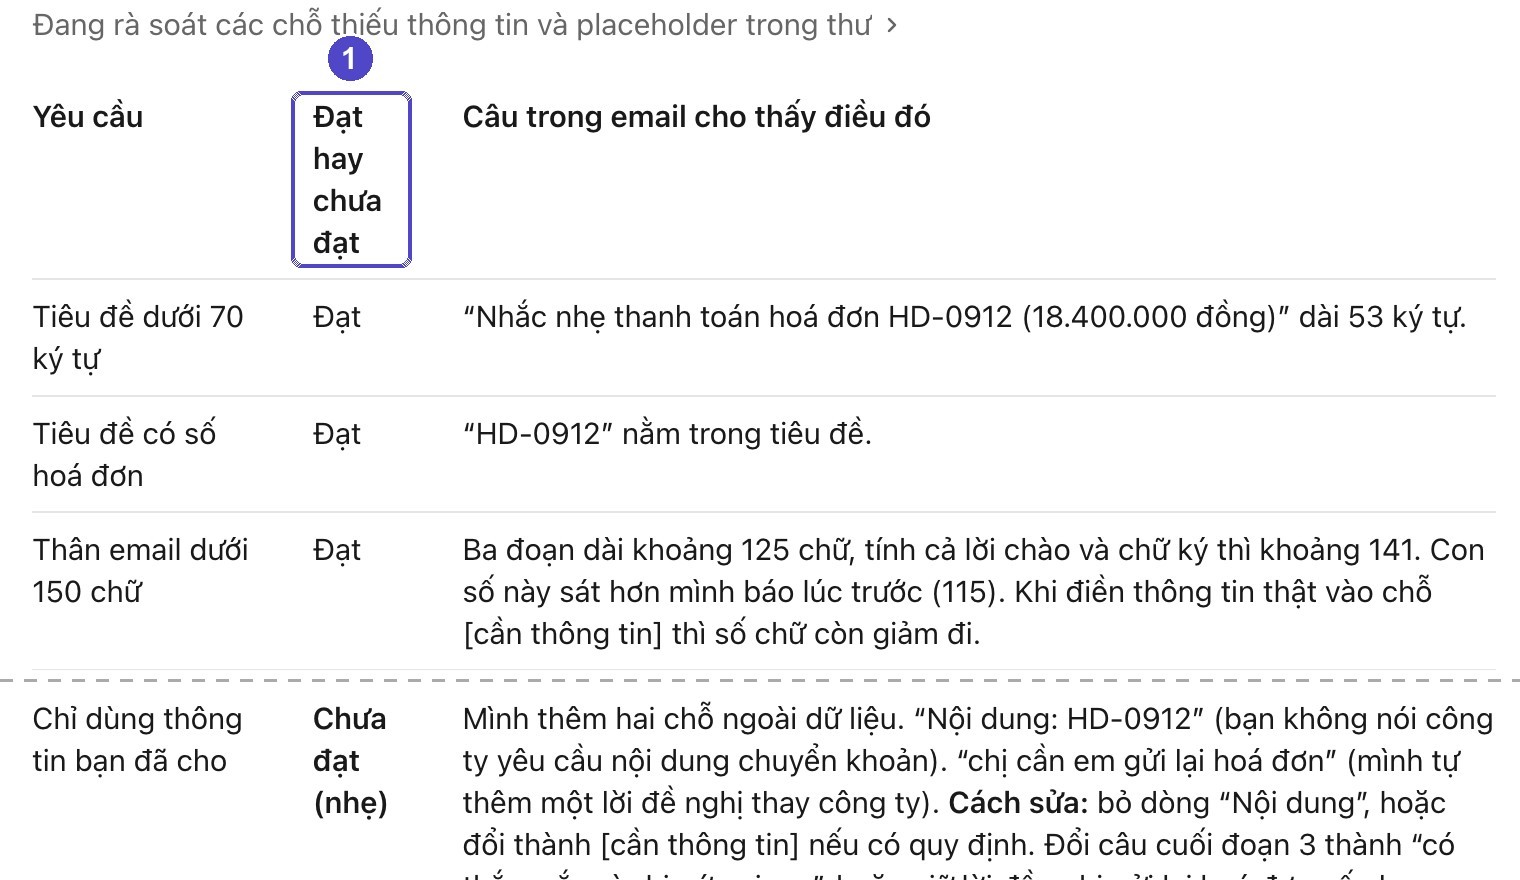 Đang rà soát các chỗ thiếu thông tin và placeholder trong thư >
1
Yêu cầu
Đạt
hay
chưa
đạt
Câu trong email cho thấy điều đó
Tiêu đề dưới 70
ký tự
Đạt
“Nhắc nhẹ thanh toán hoá đơn HD-0912 (18.400.000 đồng)” dài 53 ký tự.
Tiêu đề có số
hoá đơn
Đạt
“HD-0912” nằm trong tiêu đề.
Thân email dưới
150 chữ
Đạt
Ba đoạn dài khoảng 125 chữ, tính cả lời chào và chữ ký thì khoảng 141. Con
số này sát hơn mình báo lúc trước (115). Khi điền thông tin thật vào chỗ
[cần thông tin] thì số chữ còn giảm đi.
Chỉ dùng thông
tin bạn đã cho
Chưa
đạt
(nhẹ)
Mình thêm hai chỗ ngoài dữ liệu. “Nội dung: HD-0912” (bạn không nói công
ty yêu cầu nội dung chuyển khoản). “chị cần em gửi lại hoá đơn” (mình tự
thêm một lời đề nghị thay công ty). Cách sửa: bỏ dòng “Nội dung”, hoặc
đổi thành [cần thông tin] nếu có quy định. Đổi câu cuối đoạn 3 thành “có